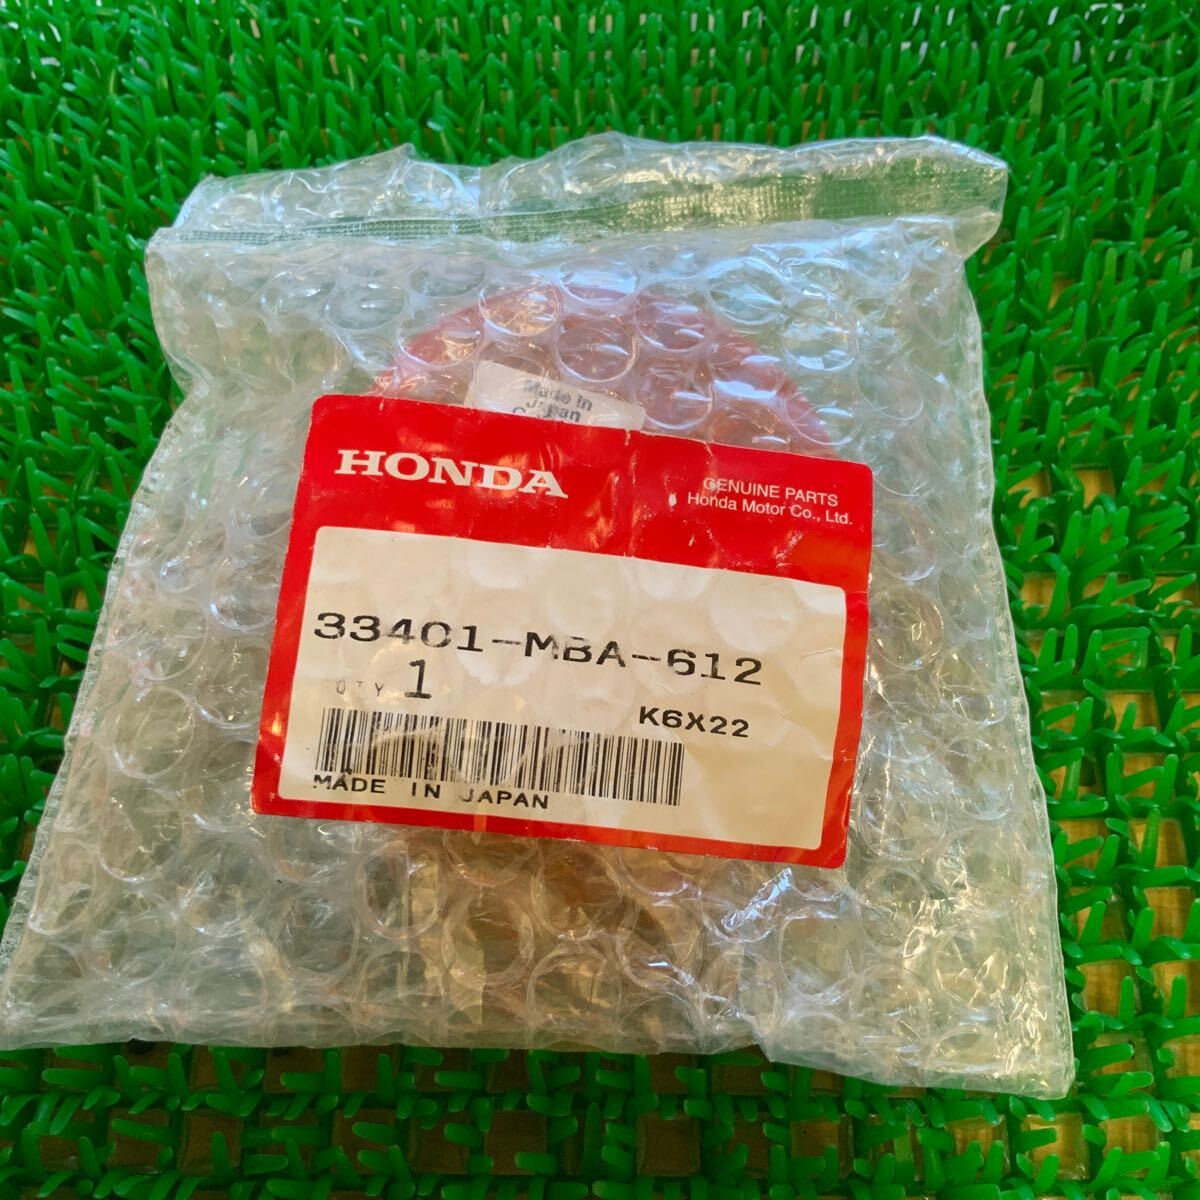 Made in
Japan
HONDA
GENUINE PARTS
Honda Motor Co., Ltd.
33401-MBA-612
QTY 1
K6X22
MADE IN JAPAN